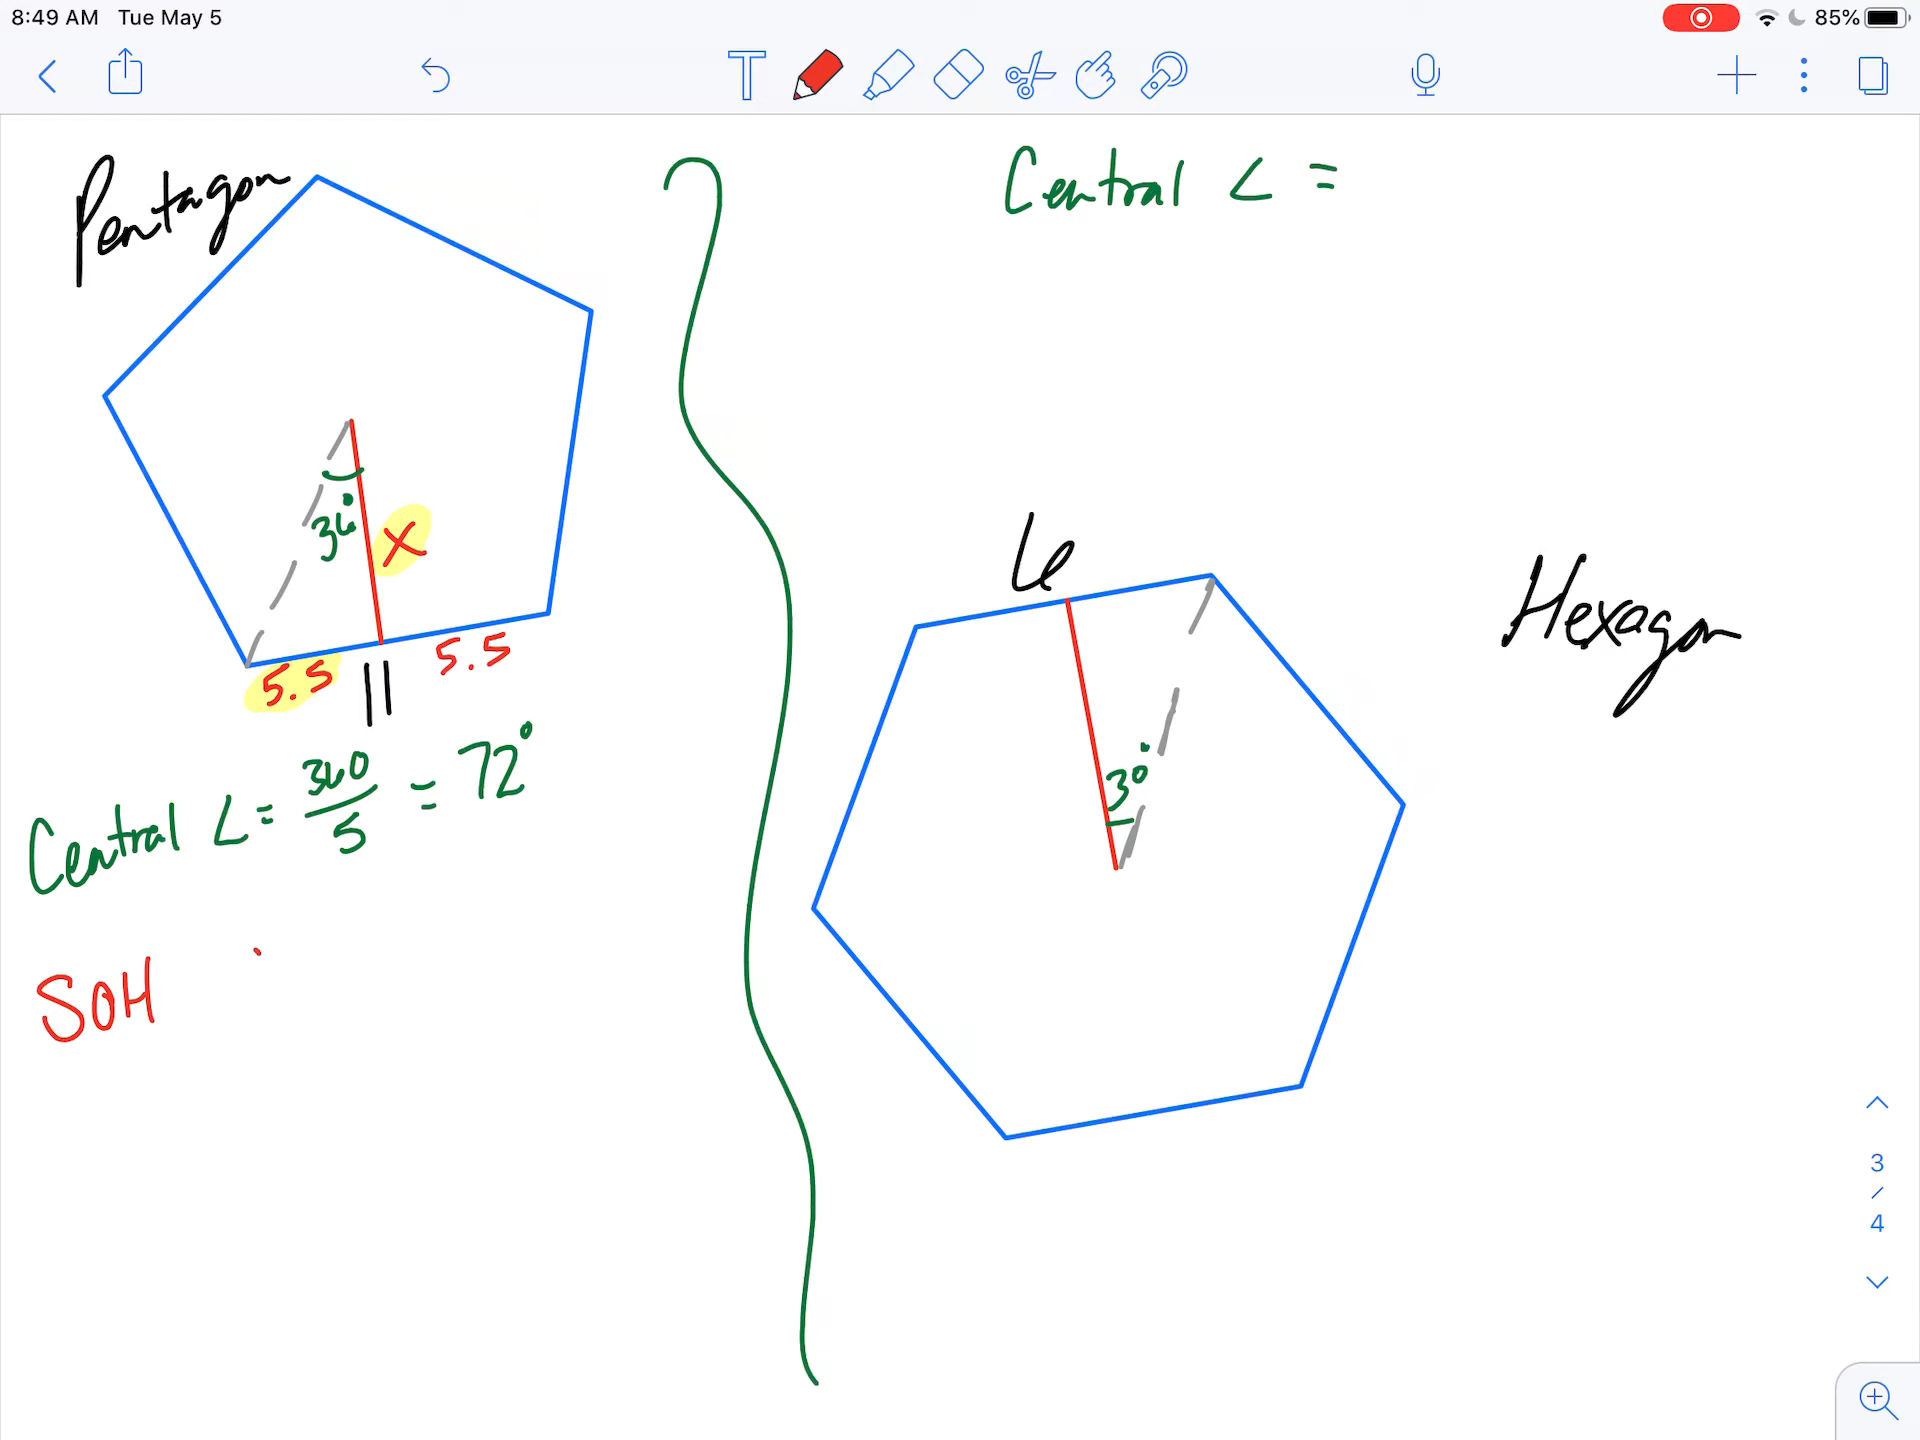 8:49 AM Tue May 5
85%
T
Pentagon
36°
x
5.5
5.5
11
Central ∠ = 360/5 = 72°
SOH
Central ∠ =
6
Hexagon
30°
3
/
4